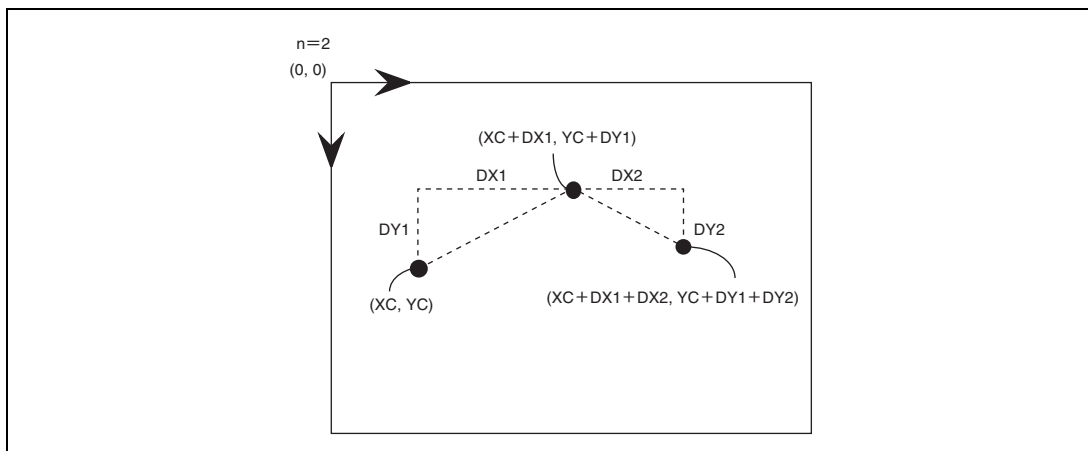 n＝2
(0, 0)
(XC＋DX1, YC＋DY1)
DX1
DX2
DY1
DY2
(XC, YC)
(XC＋DX1＋DX2, YC＋DY1＋DY2)